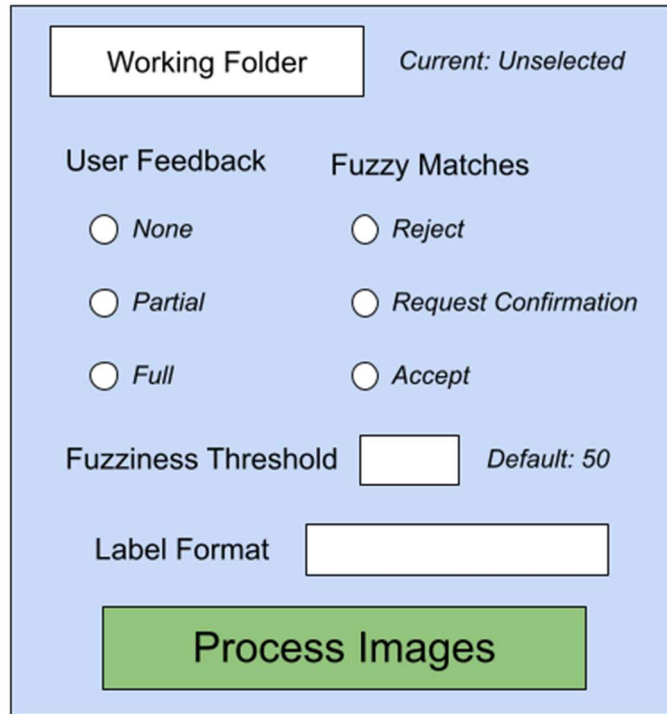 Working Folder Current: Unselected
User Feedback Fuzzy Matches
None Reject
Partial Request Confirmation
Full Accept
Fuzziness Threshold Default: 50
Label Format
Process Images